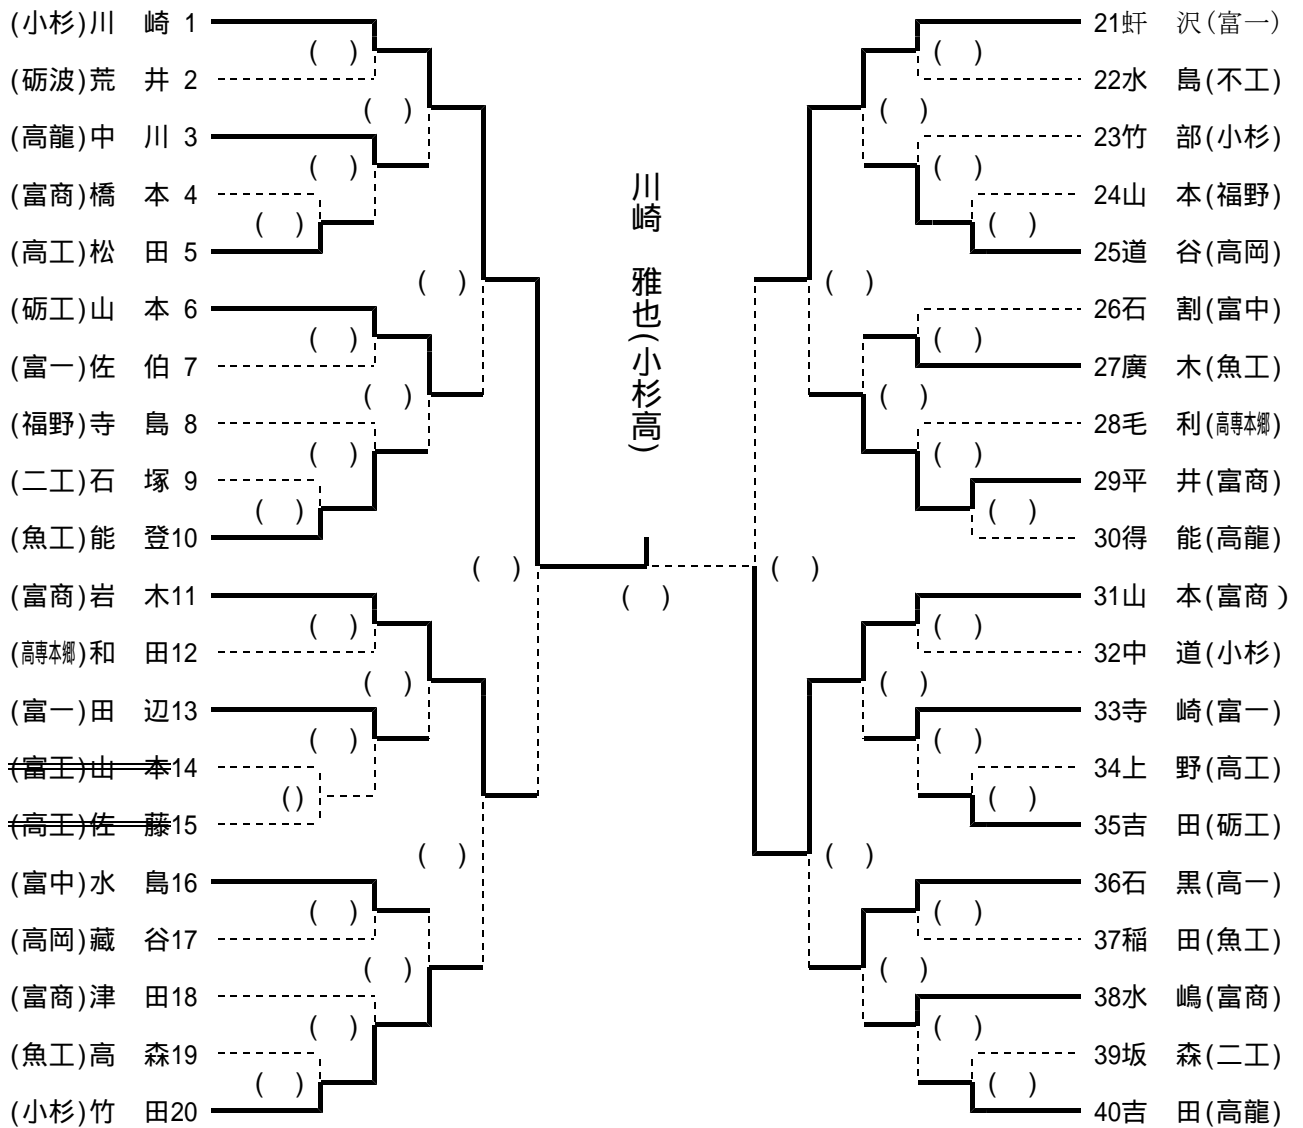 (小杉)川　崎 1
(砺波)荒　井 2
(高龍)中　川 3
(富商)橋　本 4
(高工)松　田 5
(砺工)山　本 6
(富一)佐　伯 7
(福野)寺　島 8
(二工)石　塚 9
(魚工)能　登10
(富商)岩　木11
(高専本郷)和　田12
(富一)田　辺13
(富工)山　本14
(高工)佐　藤15
(富中)水　島16
(高岡)藏　谷17
(富商)津　田18
(魚工)高　森19
(小杉)竹　田20
川崎　雅也(小杉高)
21蚈　沢(富一)
22水　島(不工)
23竹　部(小杉)
24山　本(福野)
25道　谷(高岡)
26石　割(富中)
27廣　木(魚工)
28毛　利(高専本郷)
29平　井(富商)
30得　能(高龍)
31山　本(富商)
32中　道(小杉)
33寺　崎(富一)
34上　野(高工)
35吉　田(砺工)
36石　黒(高一)
37稲　田(魚工)
38水　嶋(富商)
39坂　森(二工)
40吉　田(高龍)